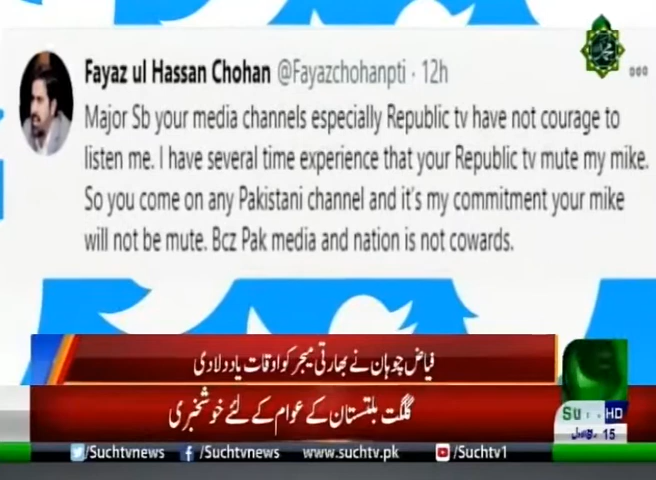 Fayaz ul Hassan Chohan @Fayazchohanpti · 12h
Major Sb your media channels especially Republic tv have not courage to
listen me. I have several time experience that your Republic tv mute my mike.
So you come on any Pakistani channel and it's my commitment your mike
will not be mute. Bcz Pak media and nation is not cowards.
فیاض چوہان نے بھارتی میجر کو اوقات یاد دلا دی
گلگت بلتستان کے عوام کے لئے خوشخبری
HD
15 ربیع الاول
/Suchtvnews /Suchtvnews www.suchtv.pk /Suchtv1